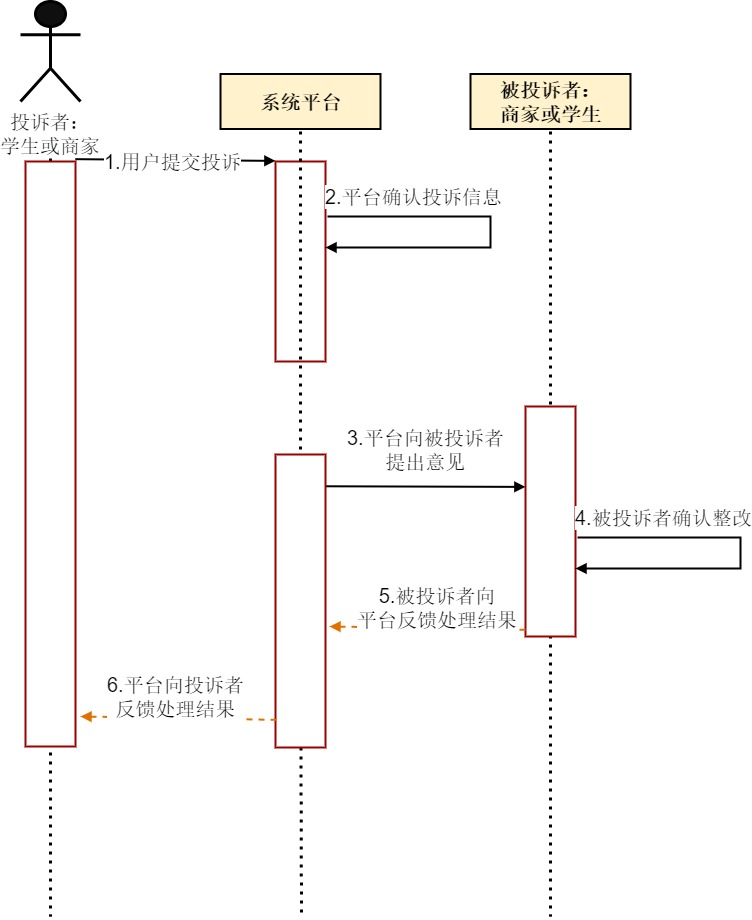 投诉者：
学生或商家
系统平台
被投诉者：
商家或学生
1.用户提交投诉
2.平台确认投诉信息
3.平台向被投诉者
提出意见
4.被投诉者确认整改
5.被投诉者向
平台反馈处理结果
6.平台向投诉者
反馈处理结果